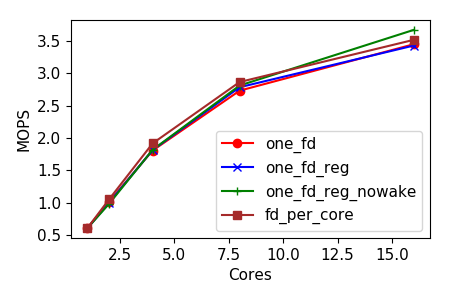 MOPS
3.5
3.0
2.5
2.0
1.5
1.0
0.5
one_fd
one_fd_reg
one_fd_reg_nowake
fd_per_core
2.5 5.0 7.5 10.0 12.5 15.0
Cores